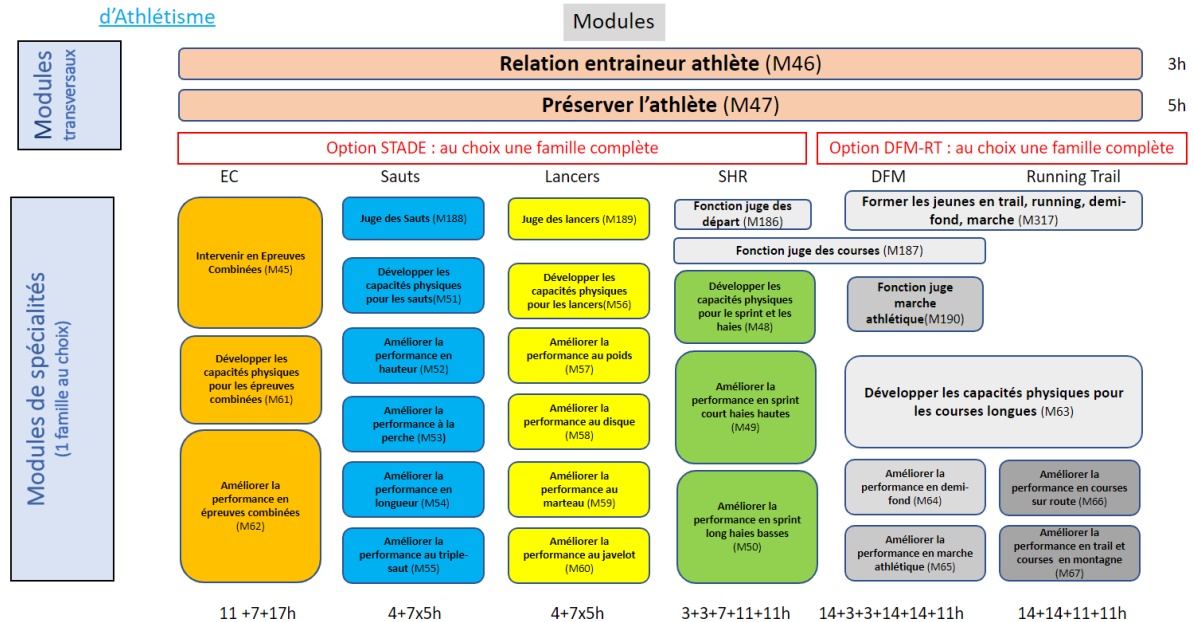 d'Athlétisme
Modules
Modules
transversaux
Relation entraineur athlète (M46)
3h
Préserver l'athlète (M47)
5h
Option STADE : au choix une famille complète
Option DFM-RT : au choix une famille complète
Modules de spécialités
(1 famille au choix)
EC
Sauts
Lancers
SHR
DFM
Running Trail
Intervenir en Epreuves
Combinées (M45)
Développer les
capacités physiques
pour les épreuves
combinées (M61)
Améliorer la
performance en
épreuves combinées
(M62)
Juge des Sauts (M188)
Développer les
capacités physiques
pour les sauts(M51)
Améliorer la
performance en
hauteur (M52)
Améliorer la
performance à la
perche (M53)
Améliorer la
performance en
longueur (M54)
Améliorer la
performance au triple-
saut (M55)
Juge des lancers (M189)
Développer les
capacités physiques
pour les lancers(M56)
Améliorer la
performance au poids
(M57)
Améliorer la
performance au disque
(M58)
Améliorer la
performance au
marteau (M59)
Améliorer la
performance au javelot
(M60)
Fonction juge des
départ (M186)
Fonction juge des courses (M187)
Développer les
capacités physiques
pour le sprint et les
haies (M48)
Améliorer la
performance en sprint
court haies hautes
(M49)
Améliorer la
performance en sprint
long haies basses
(M50)
Former les jeunes en trail, running, demi-
fond, marche (M317)
Fonction juge
marche
athlétique(M190)
Développer les capacités physiques pour
les courses longues (M63)
Améliorer la
performance en demi-
fond (M64)
Améliorer la
performance en marche
athlétique (M65)
Améliorer la
performance en courses
sur route (M66)
Améliorer la
performance en trail et
courses en montagne
(M67)
11 +7+17h
4+7x5h
4+7x5h
3+3+7+11+11h
14+3+3+14+14+11h
14+14+11+11h